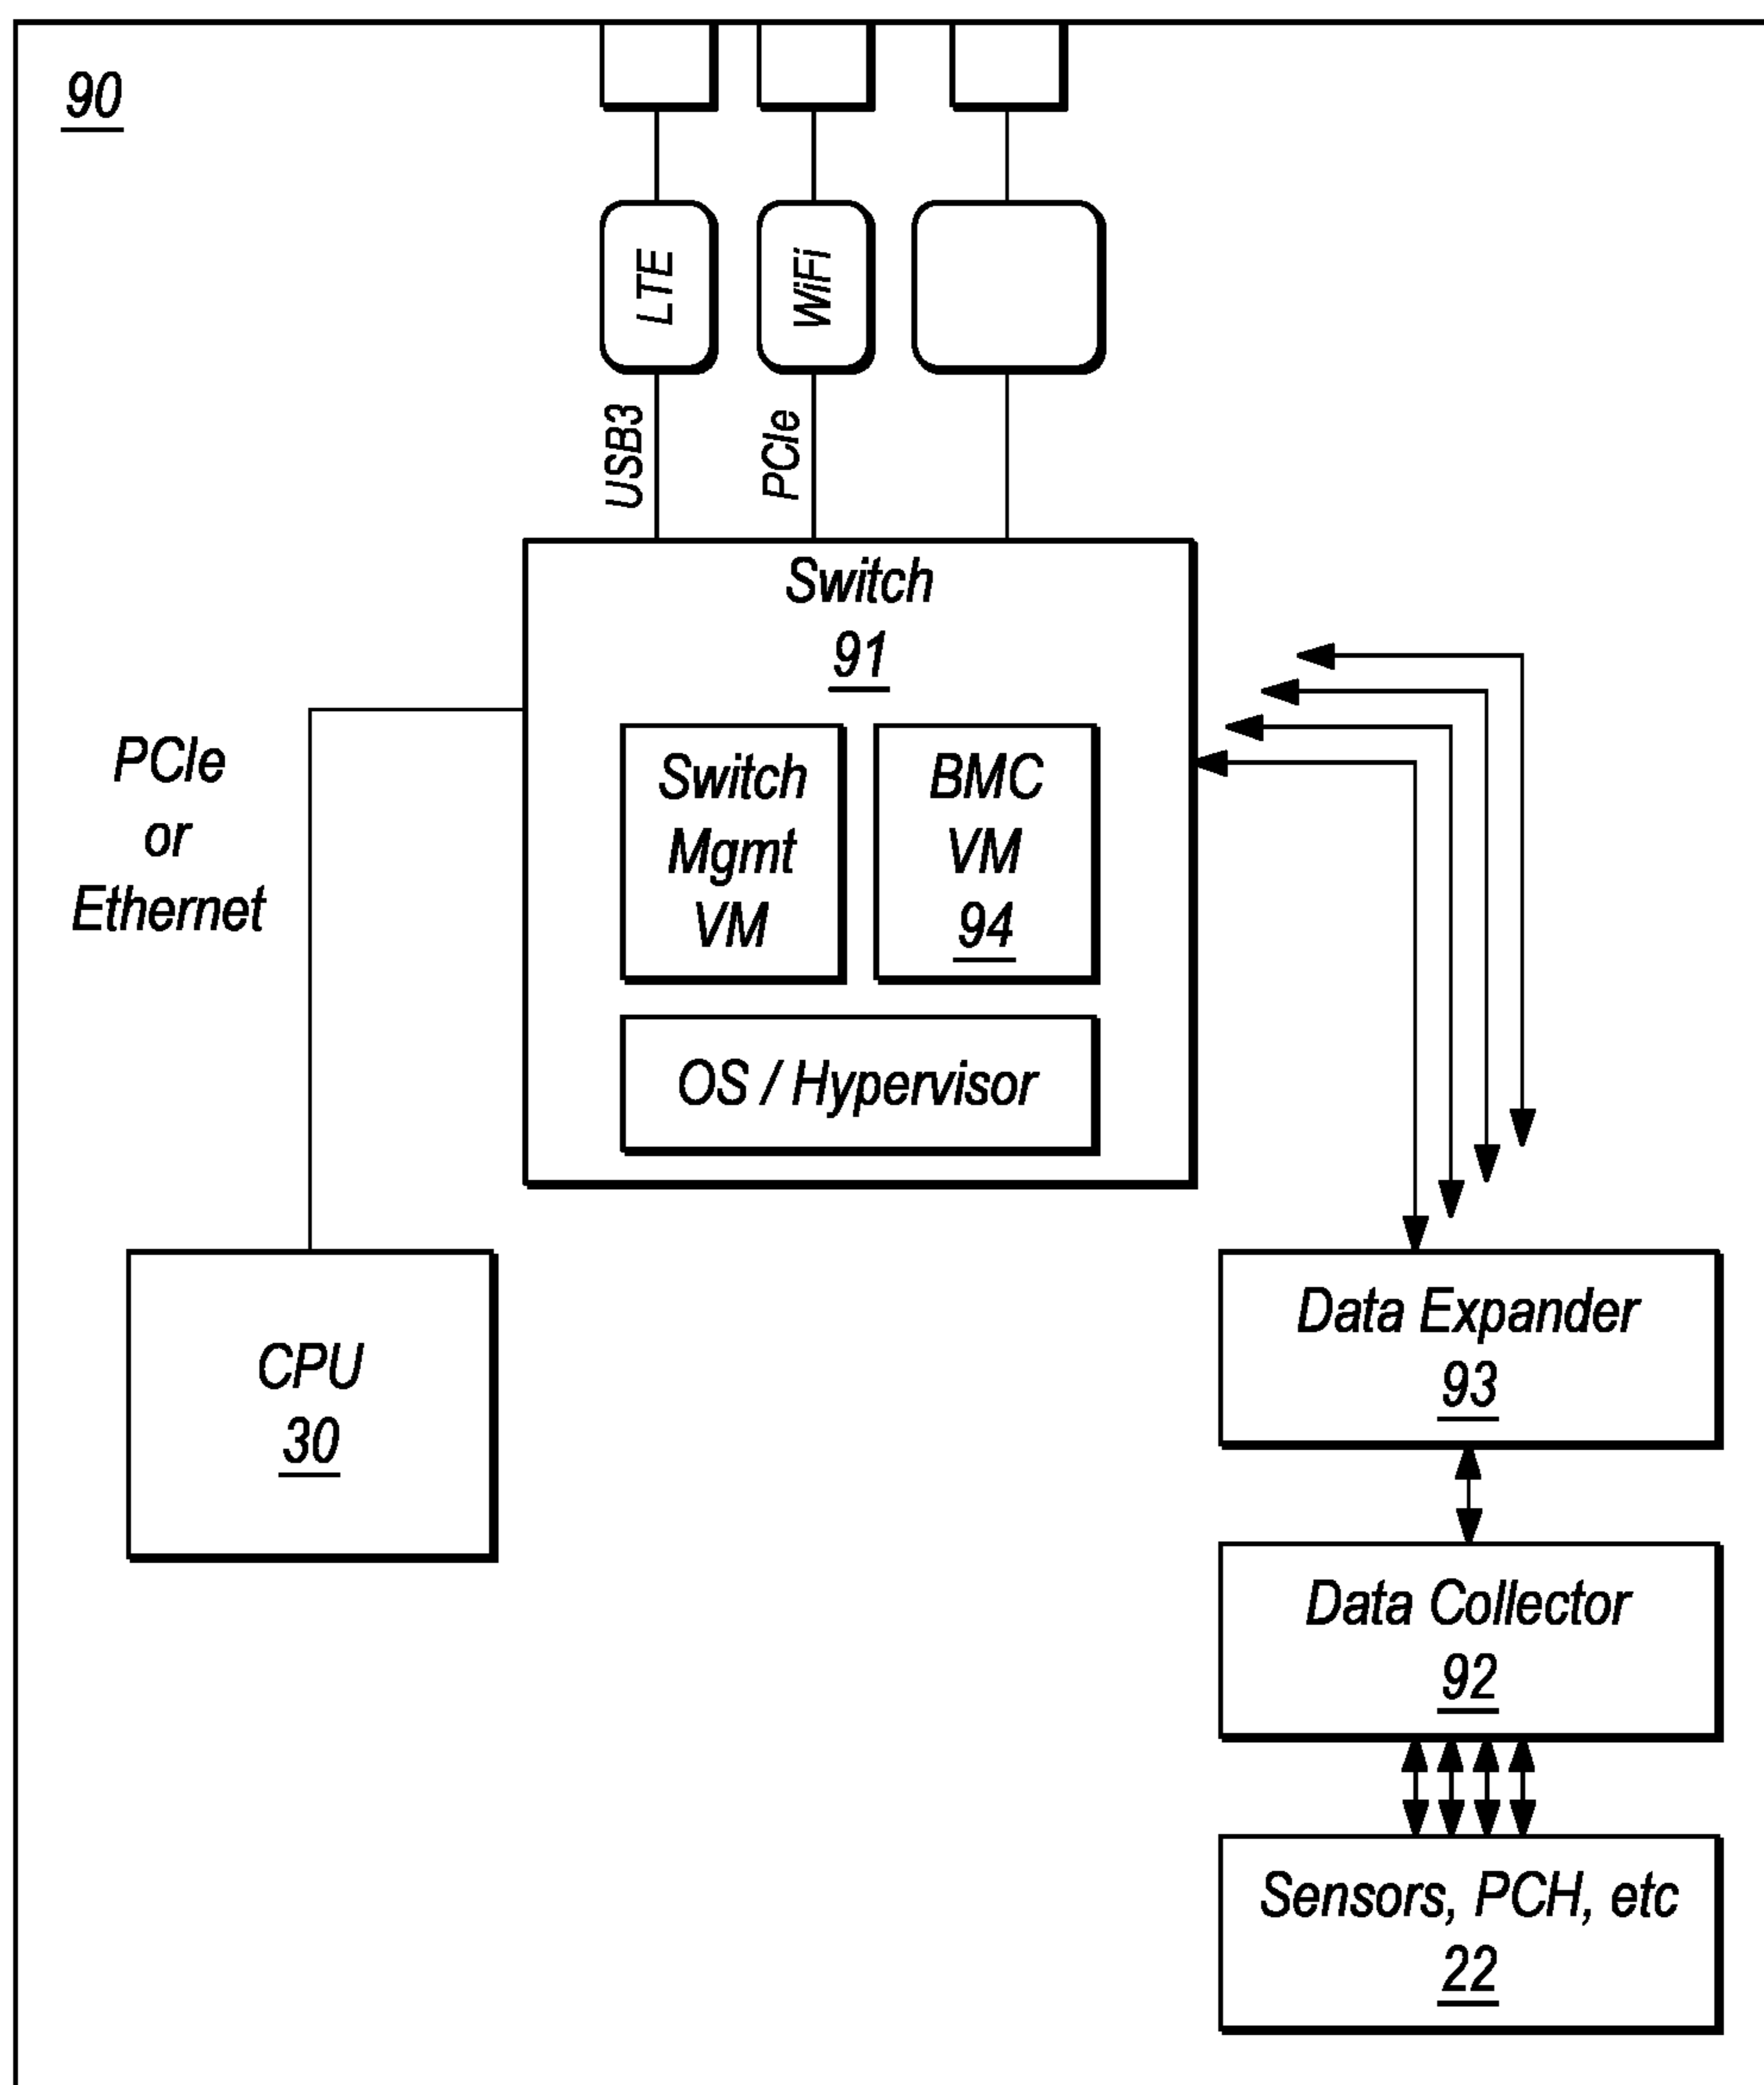 90
LTE
WiFi
USB3
PCIe
Switch
91
PCIe
or
Ethernet
Switch
Mgmt
VM
BMC
VM
94
OS / Hypervisor
CPU
30
Data Expander
93
Data Collector
92
Sensors, PCH, etc
22